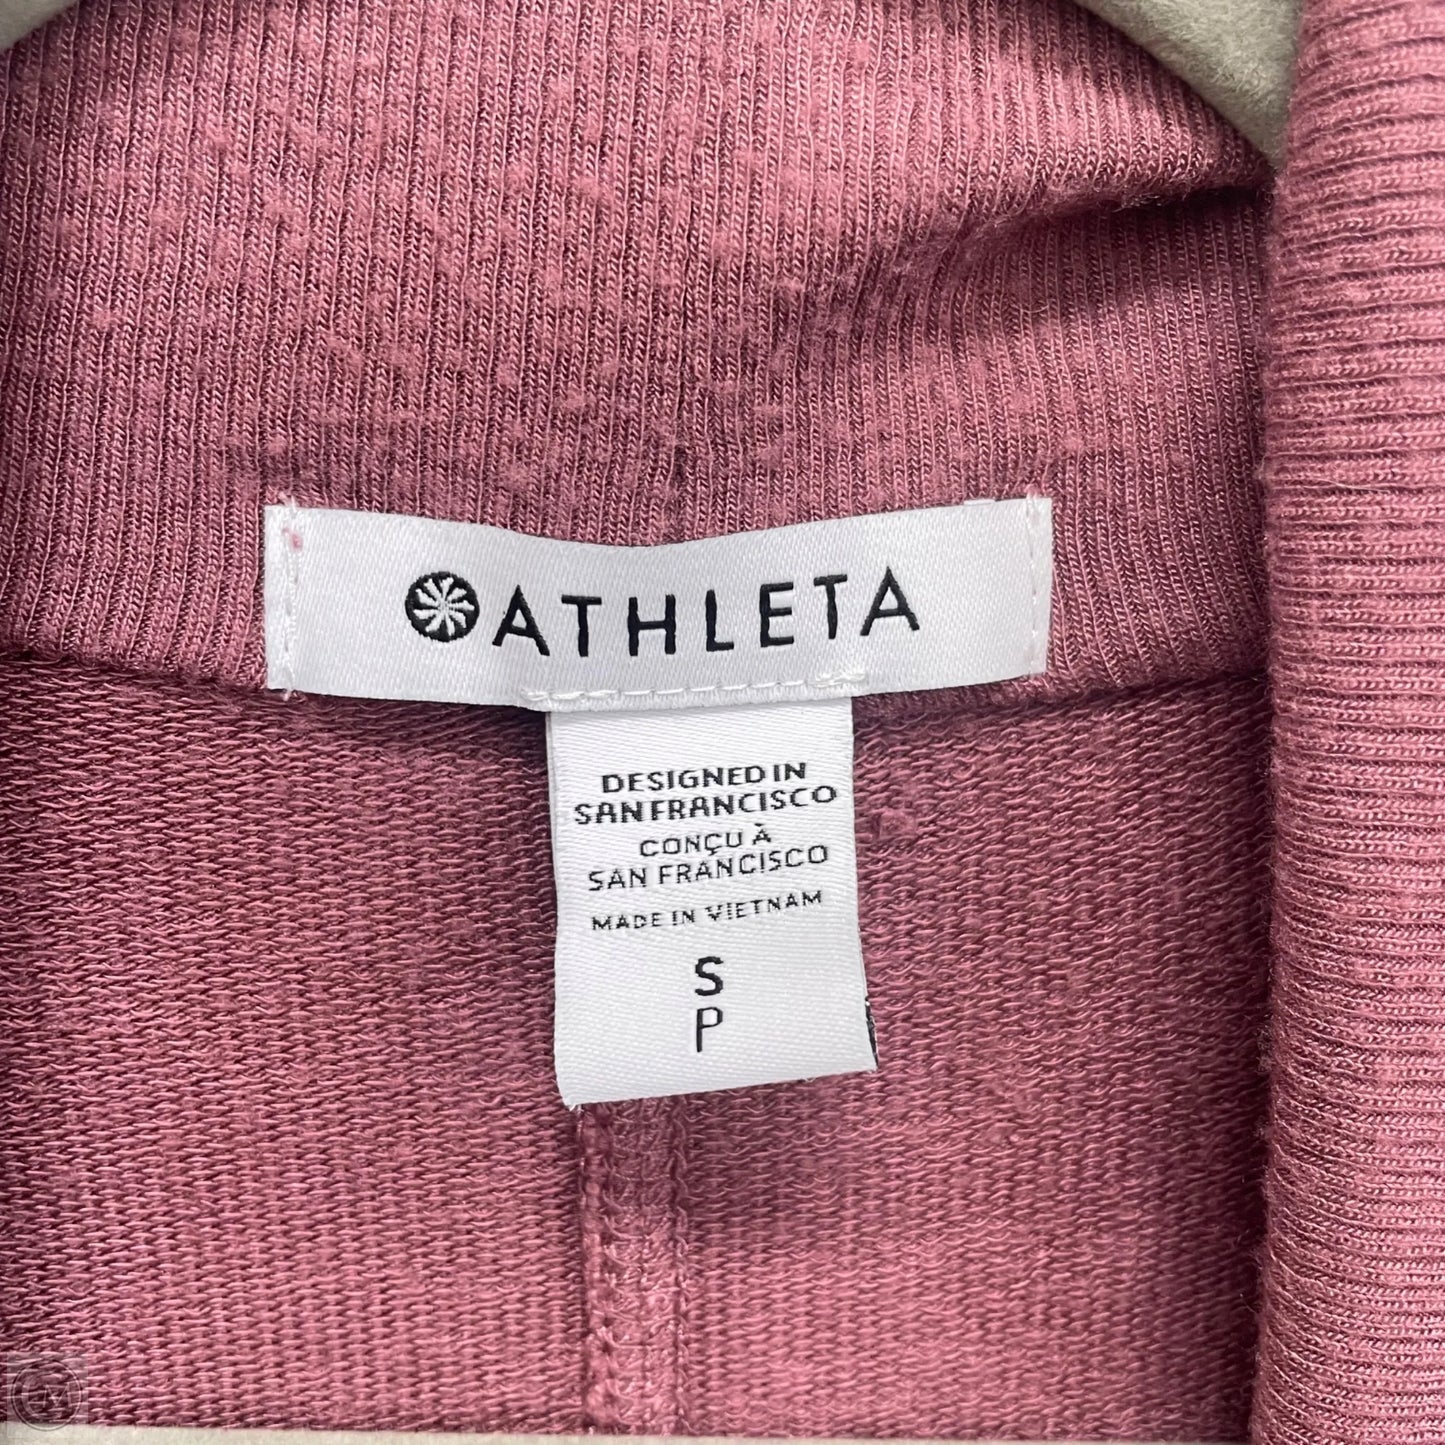 ATHLETA
DESIGNED IN
SAN FRANCISCO
CONÇU À
SAN FRANCISCO
MADE IN VIETNAM
S
P